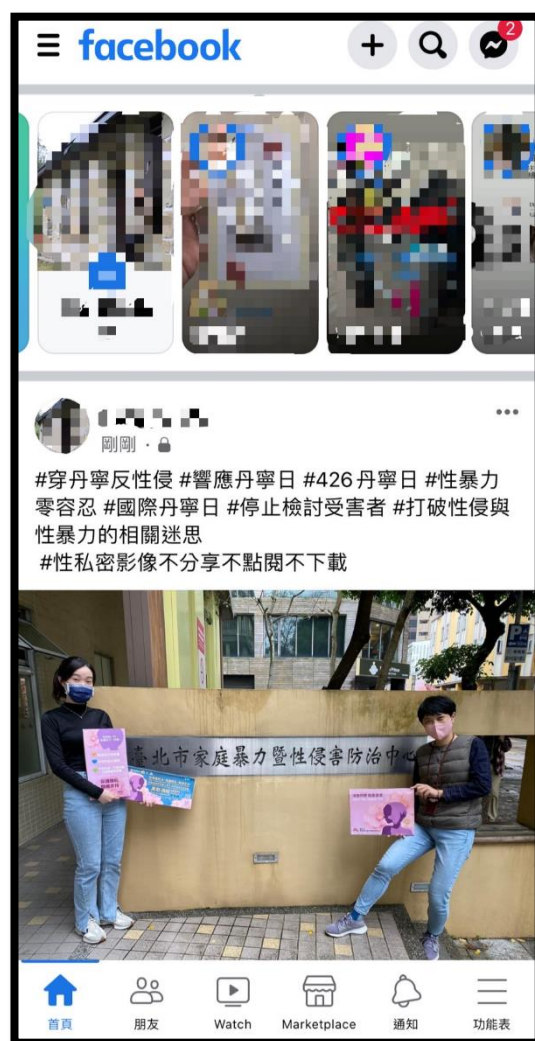 facebook
2
剛剛
#穿丹寧反性侵 #響應丹寧日 #426丹寧日 #性暴力
零容忍 #國際丹寧日 #停止檢討受害者 #打破性侵與
性暴力的相關迷思
#性私密影像不分享不點閱不下載
臺北市家庭暴力暨性侵害防治中心
首頁
朋友
Watch
Marketplace
通知
功能表